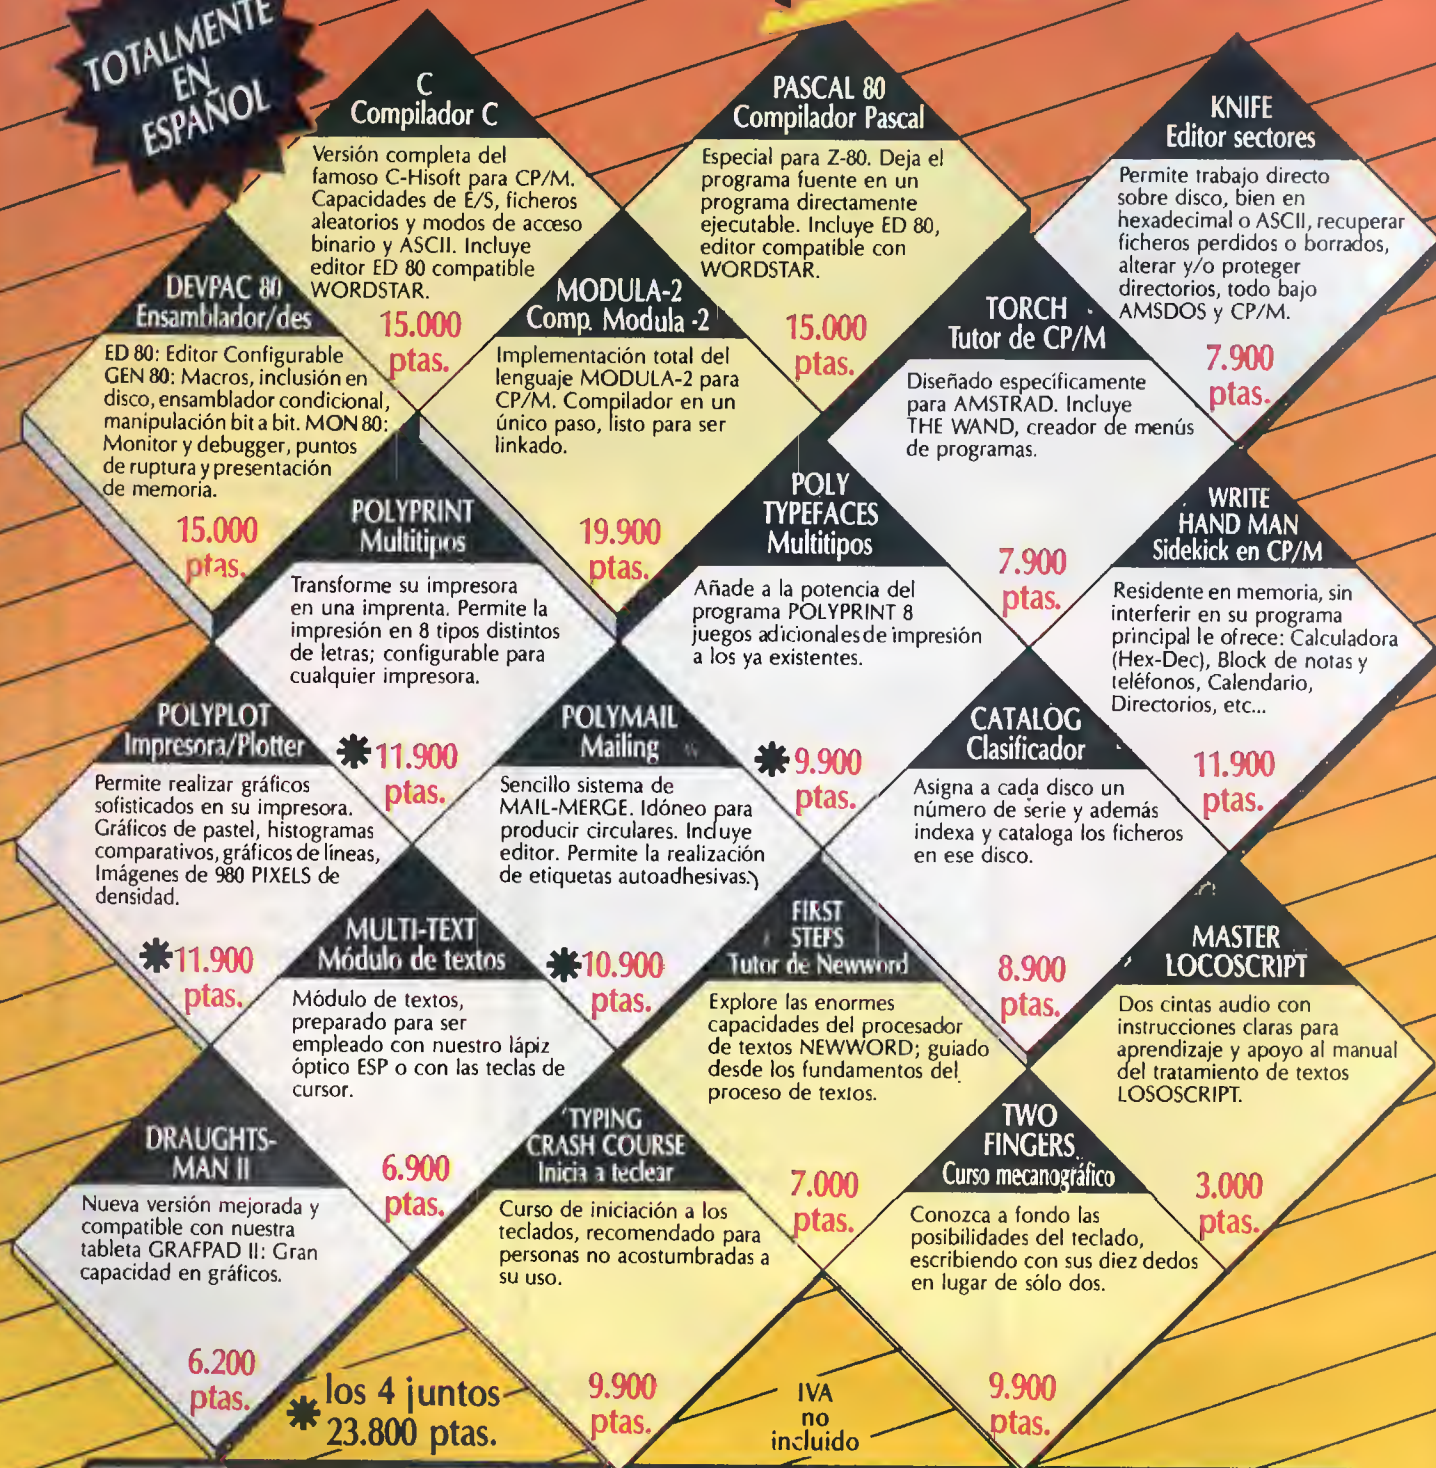 TOTALMENTE
EN
ESPAÑOL
C
Compilador C
Versión completa del
famoso C-Hisoft para CP/M.
Capacidades de E/S, ficheros
aleatorios y modos de acceso
binario y ASCII. Incluye
editor ED 80 compatible
WORDSTAR.
15.000
ptas.
PASCAL 80
Compilador Pascal
Especial para Z-80. Deja el
programa fuente en un
programa directamente
ejecutable. Incluye ED 80,
editor compatible con
WORDSTAR.
15.000
ptas.
KNIFE
Editor sectores
Permite trabajo directo
sobre disco, bien en
hexadecimal o ASCII, recuperar
ficheros perdidos o borrados,
alterar y/o proteger
directorios, todo bajo
AMSDOS y CP/M.
7.900
ptas.
DEVPAC 80
Ensamblador/des
ED 80: Editor Configurable
GEN 80: Macros, inclusión en
disco, ensamblador condicional,
manipulación bit a bit. MON 80:
Monitor y debugger, puntos
de ruptura y presentación
de memoria.
15.000
ptas.
MODULA-2
Comp. Modula -2
Implementación total del
lenguaje MODULA-2 para
CP/M. Compilador en un
único paso, listo para ser
linkado.
19.900
ptas.
TORCH
Tutor de CP/M
Diseñado específicamente
para AMSTRAD. Incluye
THE WAND, creador de menús
de programas.
7.900
ptas.
POLYPRINT
Multitipos
Transforme su impresora
en una imprenta. Permite la
impresión en 8 tipos distintos
de letras; configurable para
cualquier impresora.
*11.900
ptas.
POLY
TYPEFACES
Multitipos
Añade a la potencia del
programa POLYPRINT 8
juegos adicionales de impresión
a los ya existentes.
*9.900
ptas.
WRITE
HAND MAN
Sidekick en CP/M
Residente en memoria, sin
interferir en su programa
principal le ofrece: Calculadora
(Hex-Dec), Block de notas y
teléfonos, Calendario,
Directorios, etc...
11.900
ptas.
POLYPLOT
Impresora/Plotter
Permite realizar gráficos
sofisticados en su impresora.
Gráficos de pastel, histogramas
comparativos, gráficos de líneas,
Imágenes de 980 PIXELS de
densidad.
*11.900
ptas.
POLYMAIL
Mailing
Sencillo sistema de
MAIL-MERGE. Idóneo para
producir circulares. Incluye
editor. Permite la realización
de etiquetas autoadhesivas.)
*10.900
ptas.
CATALOG
Clasificador
Asigna a cada disco un
número de serie y además
indexa y cataloga los ficheros
en ese disco.
8.900
ptas.
MULTI-TEXT
Módulo de textos
Módulo de textos,
preparado para ser
empleado con nuestro lápiz
óptico ESP o con las teclas de
cursor.
6.900
ptas.
FIRST
STEPS
Tutor de Newword
Explore las enormes
capacidades del procesador
de textos NEWWORD; guiado
desde los fundamentos del
proceso de textos.
7.000
ptas.
MASTER
LOCOSCRIPT
Dos cintas audio con
instrucciones claras para
aprendizaje y apoyo al manual
del tratamiento de textos
LOSOSCRIPT.
3.000
ptas.
DRAUGHTS-
MAN II
Nueva versión mejorada y
compatible con nuestra
tableta GRAFPAD II: Gran
capacidad en gráficos.
6.200
ptas.
TYPING
CRASH COURSE
Inicia a teclear
Curso de iniciación a los
teclados, recomendado para
personas no acostumbradas a
su uso.
9.900
ptas.
TWO
FINGERS
Curso mecanográfico
Conozca a fondo las
posibilidades del teclado,
escribiendo con sus diez dedos
en lugar de sólo dos.
9.900
ptas.
* los 4 juntos
23.800 ptas.
IVA
no
incluido